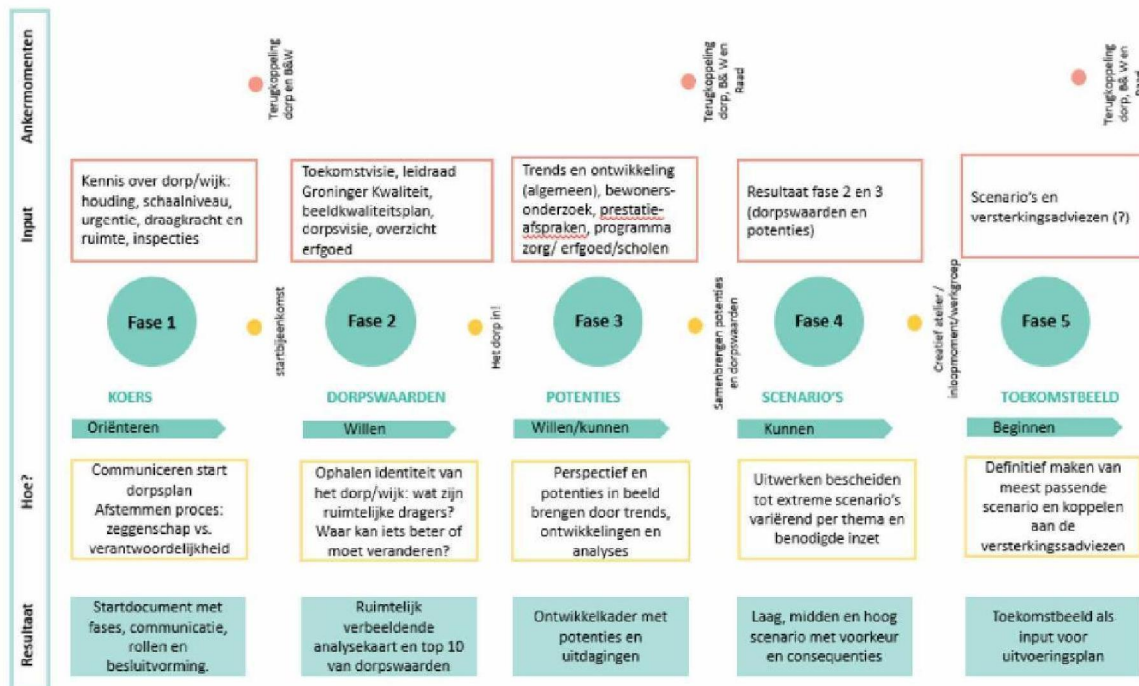 Ankermomenten
Terugkoppeling
dorp en B&W
Terugkoppeling
dorp, B& W en
Raad
Terugkoppeling
dorp, B& W en
Raad
Input
Kennis over dorp/wijk:
houding, schaalniveau,
urgentie, draagkracht en
ruimte, inspecties
Toekomstvisie, leidraad
Groninger Kwaliteit,
beeldkwaliteitsplan,
dorpsvisie, overzicht
erfgoed
Trends en ontwikkeling
(algemeen), bewoners-
onderzoek, prestatie-
afspraken, programma
zorg/ erfgoed/scholen
Resultaat fase 2 en 3
(dorpswaarden en
potenties)
Scenario's en
versterkingsadviezen (?)
Fase 1
startbijeenkomst
Fase 2
Het dorp in!
Fase 3
Samenbrengen potenties
en dorpswaarden
Fase 4
Creatief atelier /
inloopmoment/werkgroep
Fase 5
KOERS
DORPSWAARDEN
POTENTIES
SCENARIO'S
TOEKOMSTBEELD
Oriënteren
Willen
Willen/kunnen
Kunnen
Beginnen
Hoe?
Communiceren start
dorpsplan
Afstemmen proces:
zeggenschap vs.
verantwoordelijkheid
Ophalen identiteit van
het dorp/wijk: wat zijn
ruimtelijke dragers?
Waar kan iets beter of
moet veranderen?
Perspectief en
potenties in beeld
brengen door trends,
ontwikkelingen en
analyses
Uitwerken bescheiden
tot extreme scenario's
variërend per thema en
benodigde inzet
Definitief maken van
meest passende
scenario en koppelen
aan de
versterkingssadviezen
Resultaat
Startdocument met
fases, communicatie,
rollen en
besluitvorming.
Ruimtelijk
verbeeldende
analysekaart en top 10
van dorpswaarden
Ontwikkelkader met
potenties en
uitdagingen
Laag, midden en hoog
scenario met voorkeur
en consequenties
Toekomstbeeld als
input voor
uitvoeringsplan